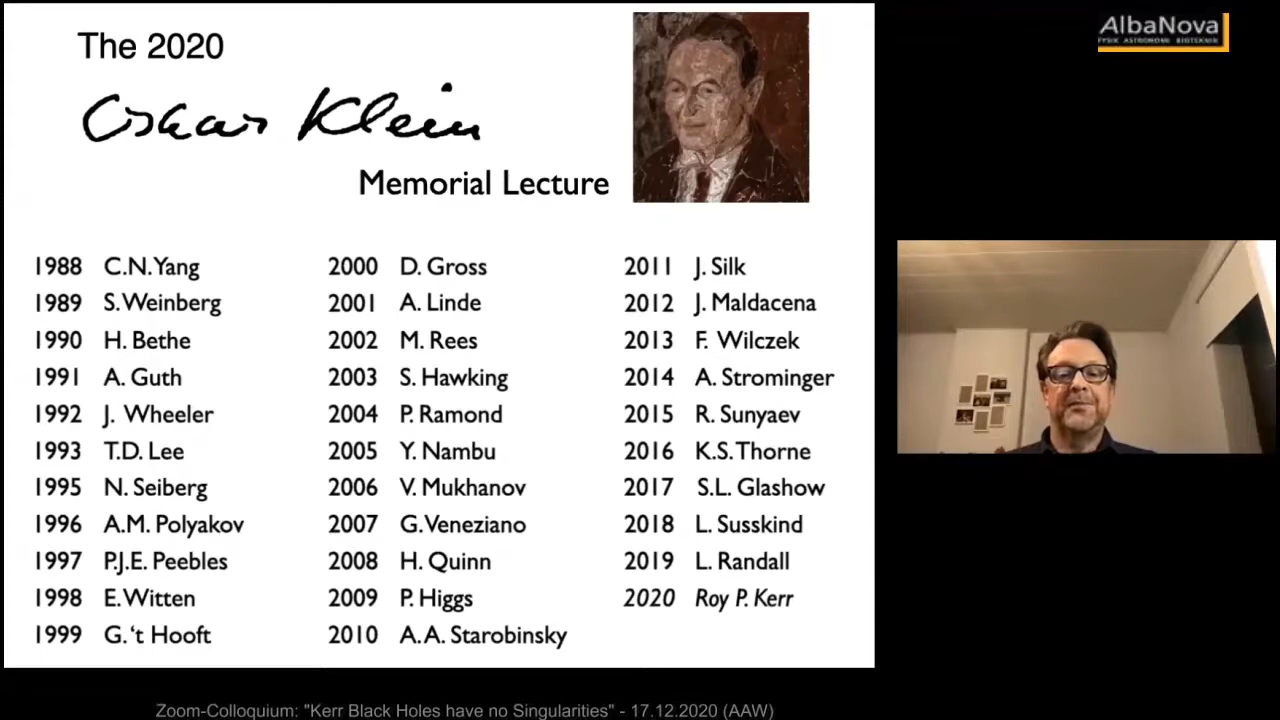 The 2020
Oskar Klein
Memorial Lecture
1988 C.N.Yang
1989 S.Weinberg
1990 H. Bethe
1991 A. Guth
1992 J. Wheeler
1993 T.D. Lee
1995 N. Seiberg
1996 A.M. Polyakov
1997 P.J.E. Peebles
1998 E.Witten
1999 G.‘t Hooft
2000 D. Gross
2001 A. Linde
2002 M. Rees
2003 S. Hawking
2004 P. Ramond
2005 Y. Nambu
2006 V. Mukhanov
2007 G.Veneziano
2008 H. Quinn
2009 P. Higgs
2010 A.A. Starobinsky
2011 J. Silk
2012 J. Maldacena
2013 F. Wilczek
2014 A. Strominger
2015 R. Sunyaev
2016 K.S.Thorne
2017 S.L. Glashow
2018 L. Susskind
2019 L. Randall
2020 Roy P. Kerr
AlbaNova
FYSIK ASTRONOMI BIOTEKNIK
Zoom-Colloquium: "Kerr Black Holes have no Singularities" - 17.12.2020 (AAW)